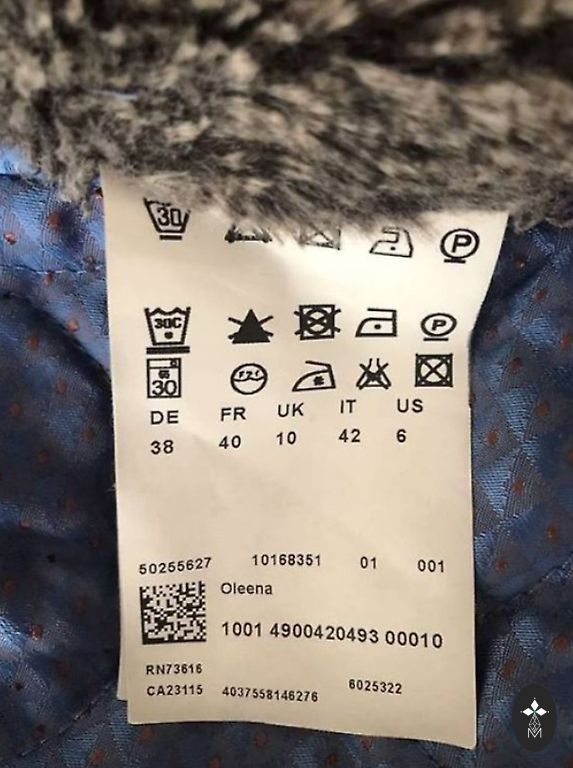 30
P
30C P
30
DE FR UK IT US
38 40 10 42 6
50255627 10168351 01 001
Oleena
1001 4900420493 00010
RN73616
CA23115 4037558146276 6025322
M